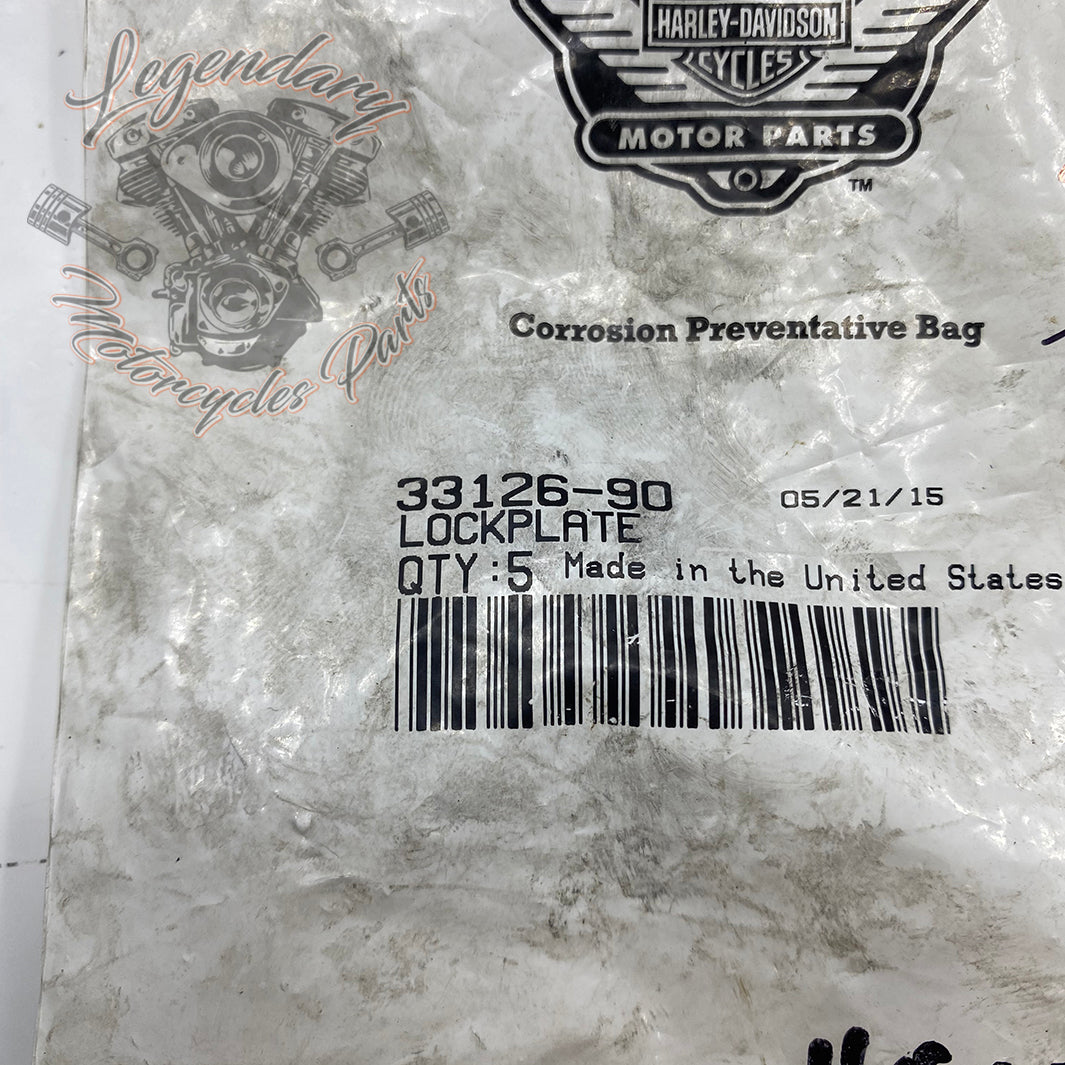 Legendary
Motorcycles Parts
HARLEY-DAVIDSON
CYCLES
MOTOR PARTS
TM
Corrosion Preventative Bag
33126-90
05/21/15
LOCKPLATE
QTY:5 Made in the United States